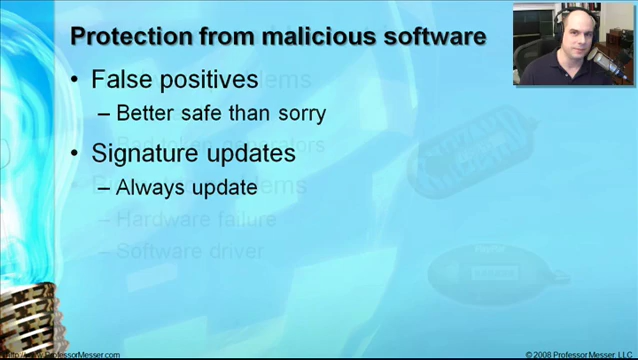 Protection from malicious software
• False positives
– Better safe than sorry
• Signature updates
– Always update
– Hardware failure
– Software driver
http://www.ProfessorMesser.com
© 2008 Professor Messer, LLC